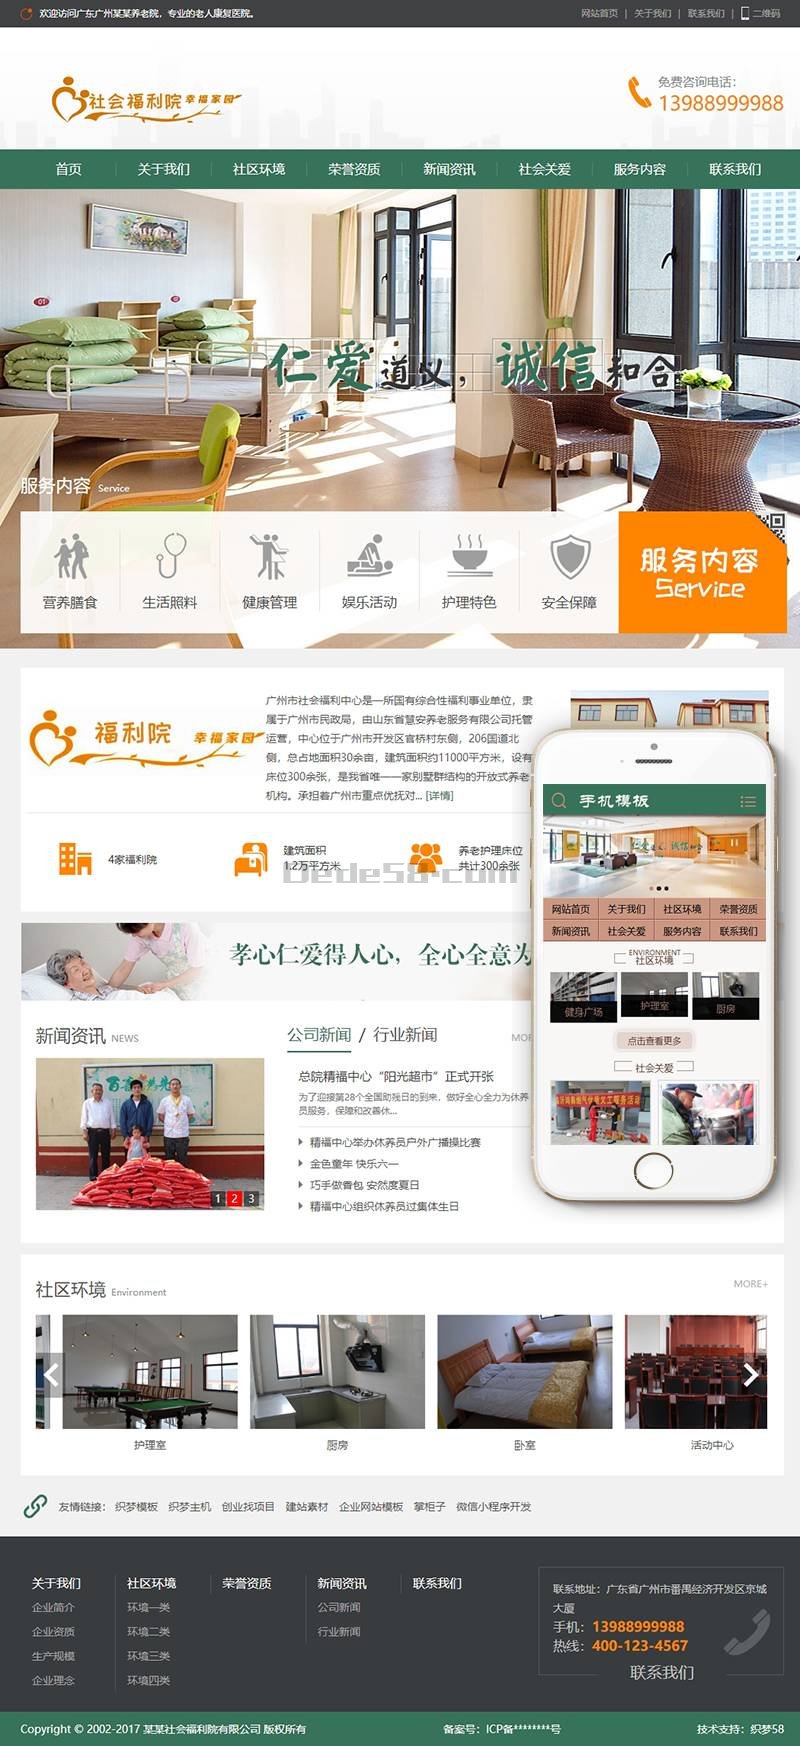 欢迎访问广东广州某某养老院，专业的老人康复医院。
网站首页 | 关于我们 | 联系我们 | 二维码
社会福利院 幸福家园
免费咨询电话：
13988999988
首页 关于我们 社区环境 荣誉资质 新闻资讯 社会关爱 服务内容 联系我们
01
仁爱道义，诚信和合
服务内容 Service
营养膳食 生活照料 健康管理 娱乐活动 护理特色 安全保障
服务内容
Service
福利院 幸福家园
广州市社会福利中心是一所国有综合性福利事业单位，隶
属于广州市民政局，由山东省慧安养老服务有限公司托管
运营，中心位于广州市开发区官桥村东侧，206国道北
侧，总占地面积30余亩，建筑面积约11000平方米，设有
床位300余张，是我省唯一一家别墅群结构的开放式养老
机构。承担着广州市重点优抚对... [详情]
4家福利院
建筑面积
1.2万平方米
养老护理床位
共计300余张
Dede58.com
孝心仁爱得人心，全心全意为
新闻资讯 NEWS
公司新闻 / 行业新闻
MOR
总院精福中心“阳光超市”正式开张
为了迎接第28个全国助残日的到来，做好全心全力为休养
员服务，保障和改善休...
精福中心举办休养员户外广播操比赛
金色童年 快乐六一
巧手做香包 安然度夏日
精福中心组织休养员过集体生日
1 2 3
手机模板
仁爱道义，诚信和合
网站首页 关于我们 社区环境 荣誉资质
新闻资讯 社会关爱 服务内容 联系我们
ENVIRONMENT
社区环境
健身广场 护理室 厨房
点击查看更多
社会关爱
社区环境 Environment
MORE+
护理室 厨房 卧室 活动中心
友情链接： 织梦模板 织梦主机 创业找项目 建站素材 企业网站模板 掌柜子 微信小程序开发
关于我们
企业简介
企业资质
生产规模
企业理念
社区环境
环境一类
环境二类
环境三类
环境四类
荣誉资质
新闻资讯
公司新闻
行业新闻
联系我们
联系地址：广东省广州市番禺经济开发区京城
大厦
手机：13988999988
热线：400-123-4567
联系我们
Copyright © 2002-2017 某某社会福利院有限公司 版权所有
备案号：ICP备********号
技术支持：织梦58